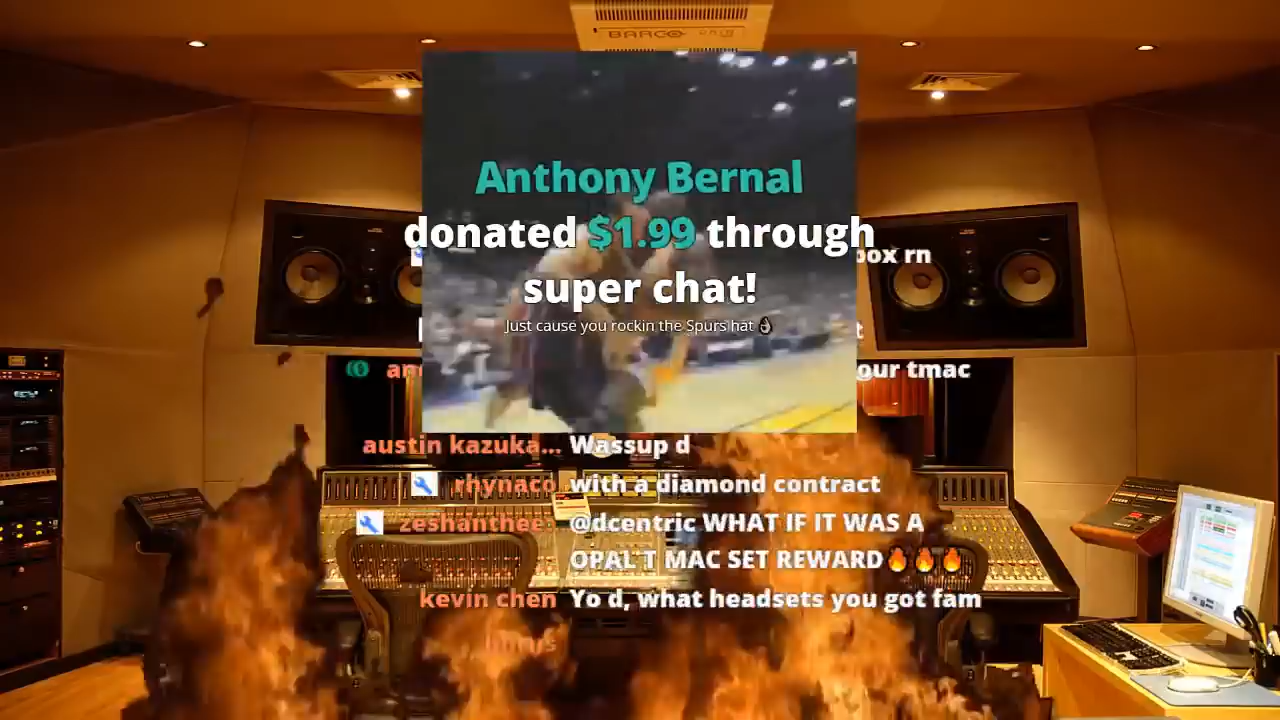 BARCO
Anthony Bernal
donated $1.99 through
super chat!
Just cause you rockin the Spurs hat 👌🏿
box rn
our tmac
austin kazuka... Wassup d
rhynaco with a diamond contract
zeshanthee.. @dcentric WHAT IF IT WAS A
OPAL T MAC SET REWARD🔥🔥🔥
kevin chen Yo d, what headsets you got fam